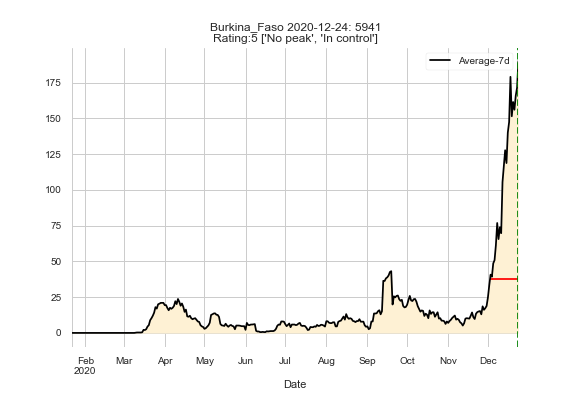 Burkina_Faso 2020-12-24: 5941
Rating:5 ['No peak', 'In control']
Average-7d
175
150
125
100
75
50
25
0
Feb Mar Apr May Jun Jul Aug Sep Oct Nov Dec
2020
Date